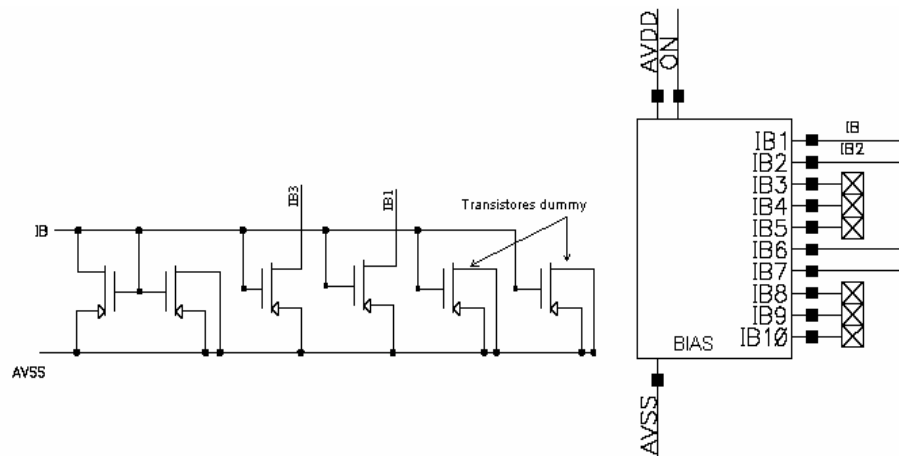 IB3
IB1
Transistores dummy
IB
AVSS
AVDD
ON
IB1
IB2
IB3
IB4
IB5
IB6
IB7
IB8
IB9
IB10
IB
IB2
BIAS
AVSS